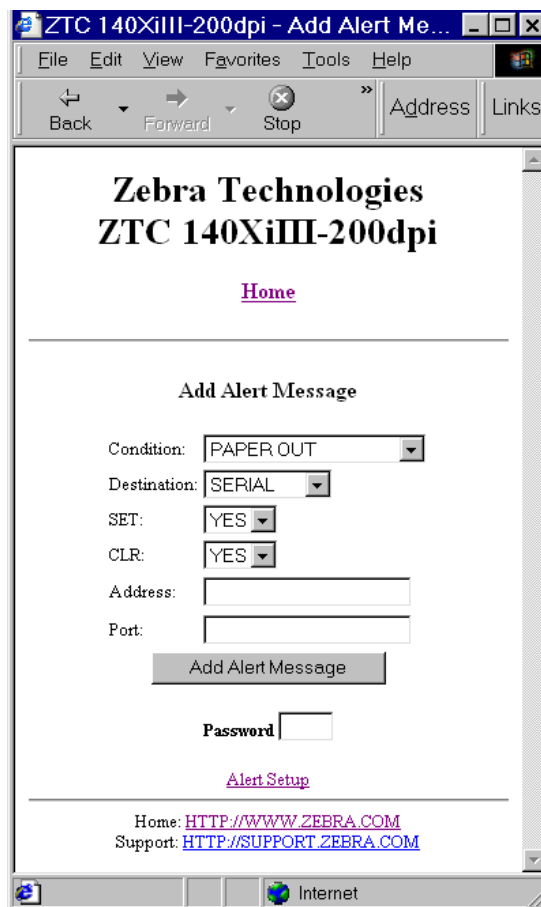 ZTC 140XiIII-200dpi - Add Alert Me...
File Edit View Favorites Tools Help
Back Forward Stop » Address Links
Zebra Technologies
ZTC 140XiIII-200dpi
Home
Add Alert Message
Condition: PAPER OUT
Destination: SERIAL
SET: YES
CLR: YES
Address:
Port:
Add Alert Message
Password
Alert Setup
Home: HTTP://WWW.ZEBRA.COM
Support: HTTP://SUPPORT.ZEBRA.COM
Internet